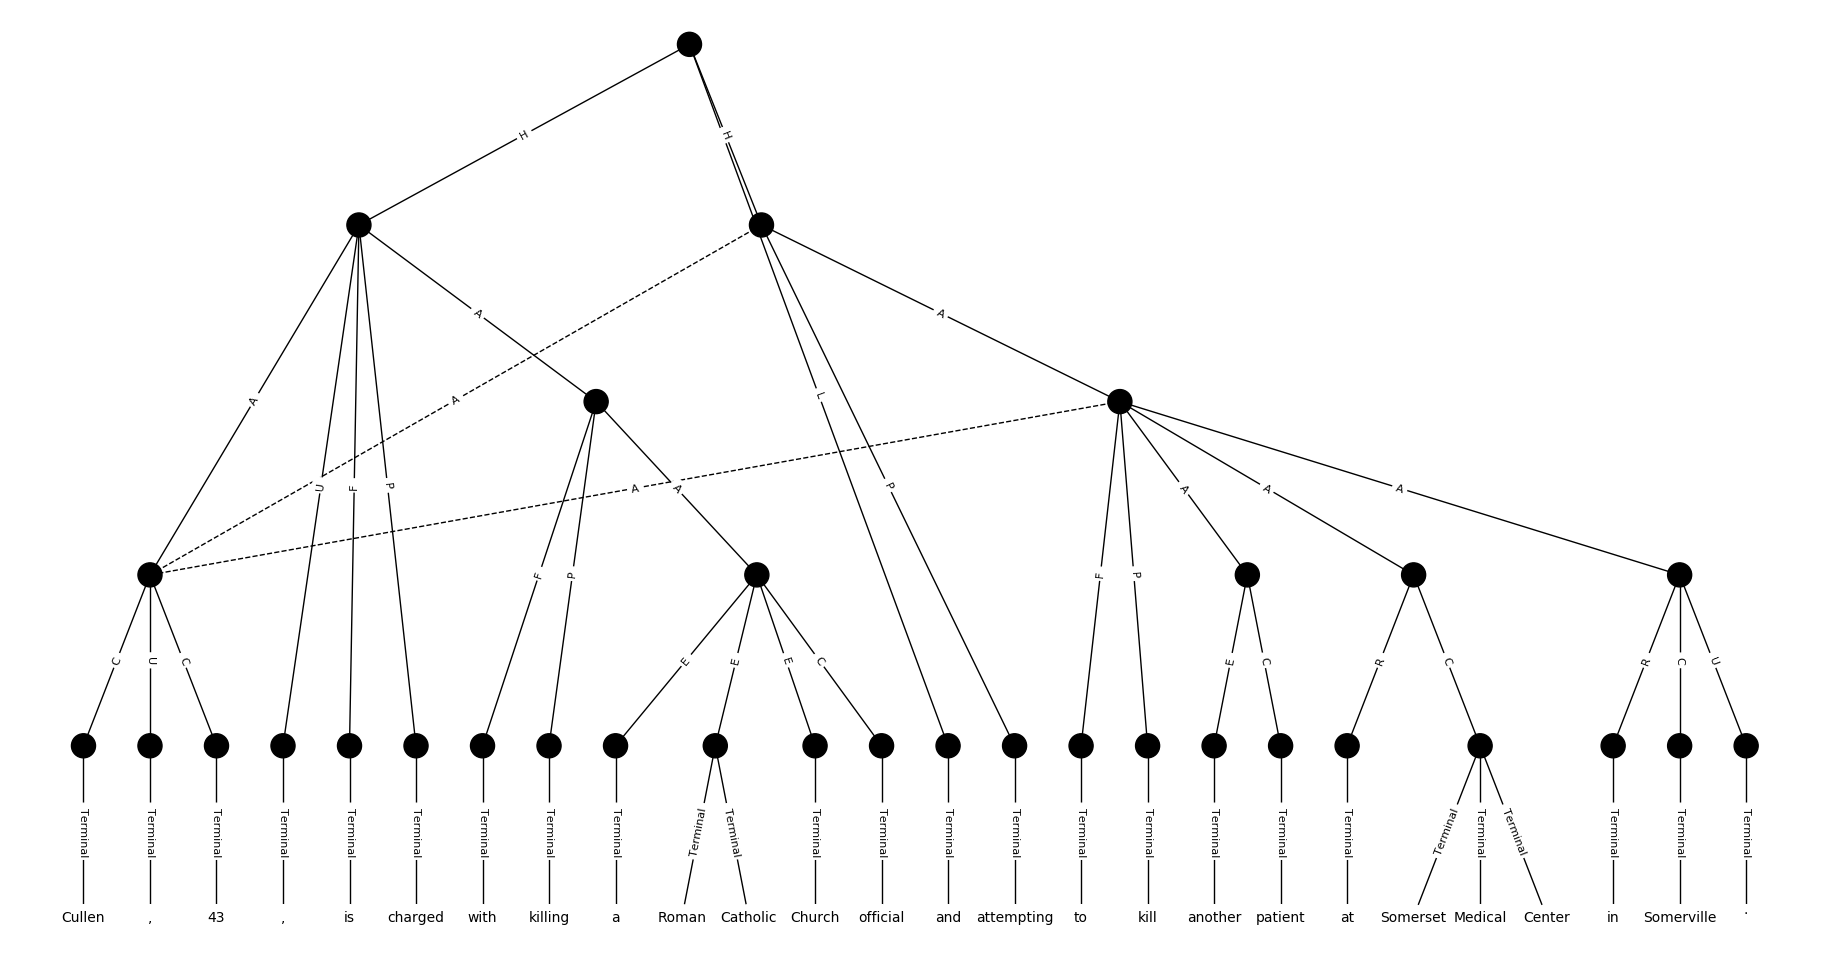 H H
A A A
A L
U F P A A P A A A
F P F P
C U C E E E C E C R C R C U
Terminal Terminal Terminal Terminal Terminal Terminal Terminal Terminal Terminal Terminal Terminal Terminal Terminal Terminal Terminal Terminal Terminal Terminal Terminal Terminal Terminal Terminal Terminal Terminal Terminal Terminal
Cullen , 43 , is charged with killing a Roman Catholic Church official and attempting to kill another patient at Somerset Medical Center in Somerville .